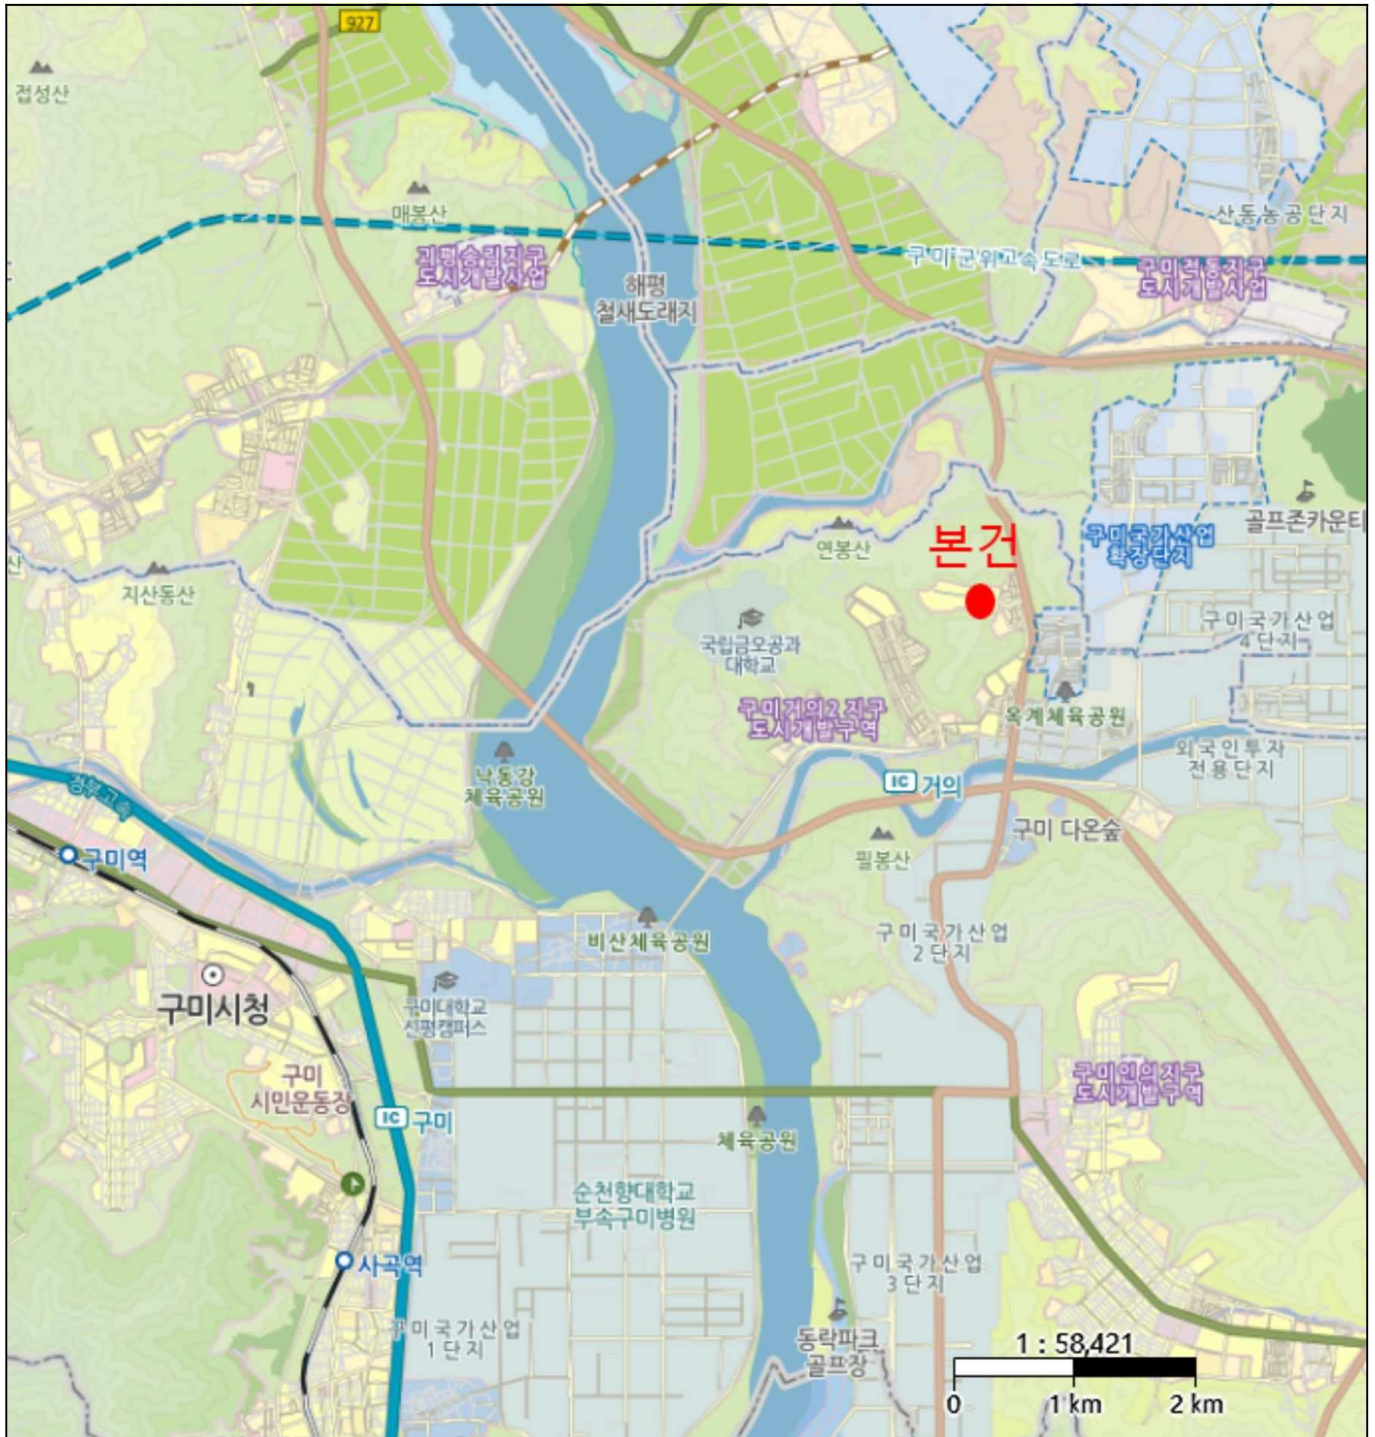 927
접성산
매봉산
산동농공단지
괴평송림지구
도시개발사업
구미군위고속도로
구미적동지구
도시개발사업
해평
철새도래지
골프존카운티
구미국가산업
확장단지
본건
연봉산
산
지산동산
구미국가산업
4단지
국립금오공과
대학교
구미거의2지구
도시개발구역
옥계체육공원
외국인투자
전용단지
낙동강
체육공원
경부고속
IC 거의
구미 다온숲
구미역
필봉산
비산체육공원
구미국가산업
2단지
구미시청
구미대학교
신평캠퍼스
구미
시민운동장
구미인의지구
도시개발구역
IC 구미
체육공원
순천향대학교
부속구미병원
사곡역
구미국가산업
3단지
구미국가산업
1단지
동락파크
골프장
1 : 58,421
0 1 km 2 km